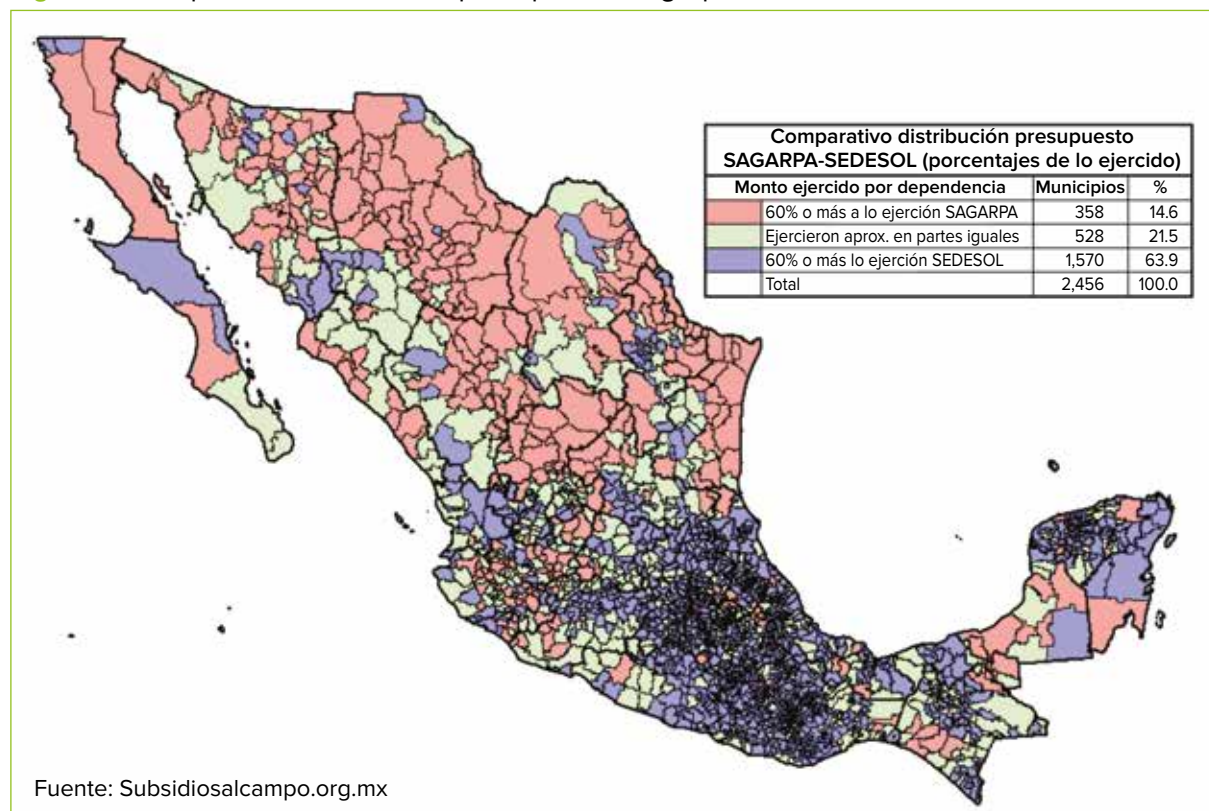 Comparativo distribución presupuesto
SAGARPA-SEDESOL (porcentajes de lo ejercido)
Monto ejercido por dependencia Municipios %
60% o más a lo ejerción SAGARPA 358 14.6
Ejercieron aprox. en partes iguales 528 21.5
60% o más lo ejerción SEDESOL 1,570 63.9
Total 2,456 100.0
Fuente: Subsidiosalcampo.org.mx